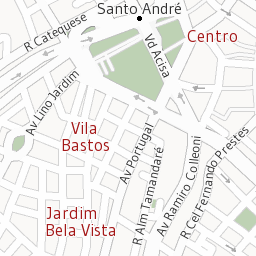 Santo André
R Catequese
Vd Acisa
Centro
Av Lino Jardim
Vila
Bastos
Av Portugal
R Alm Tamandaré
Av Ramiro Colleoni
R Cel Fernando Prestes
Jardim
Bela Vista